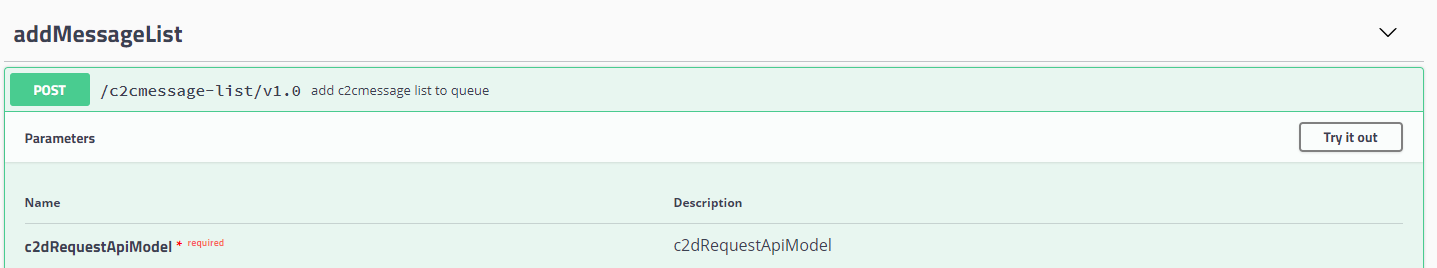 addMessageList
POST /c2cmessage-list/v1.0 add c2cmessage list to queue
Parameters Try it out
Name Description
c2dRequestApiModel * required c2dRequestApiModel